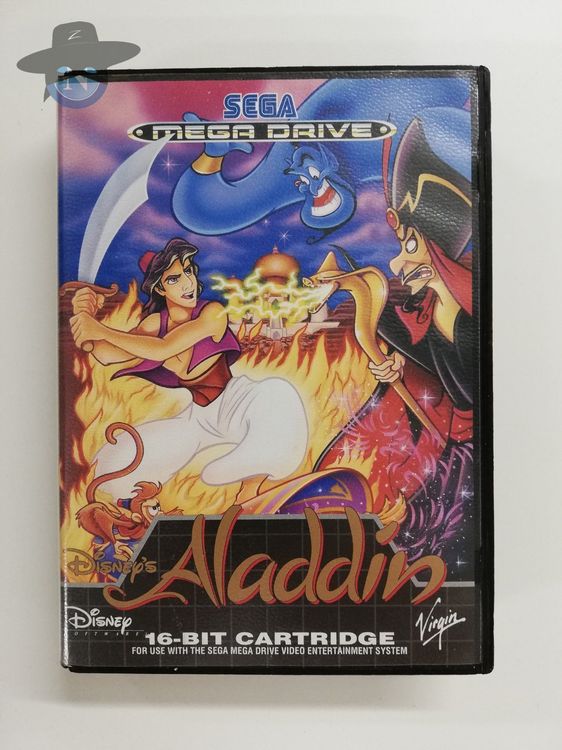 Z
N
SEGA
MEGA DRIVE
DISNEY'S
Aladdin
DISNEY
SOFTWARE
Virgin
16-BIT CARTRIDGE
FOR USE WITH THE SEGA MEGA DRIVE VIDEO ENTERTAINMENT SYSTEM